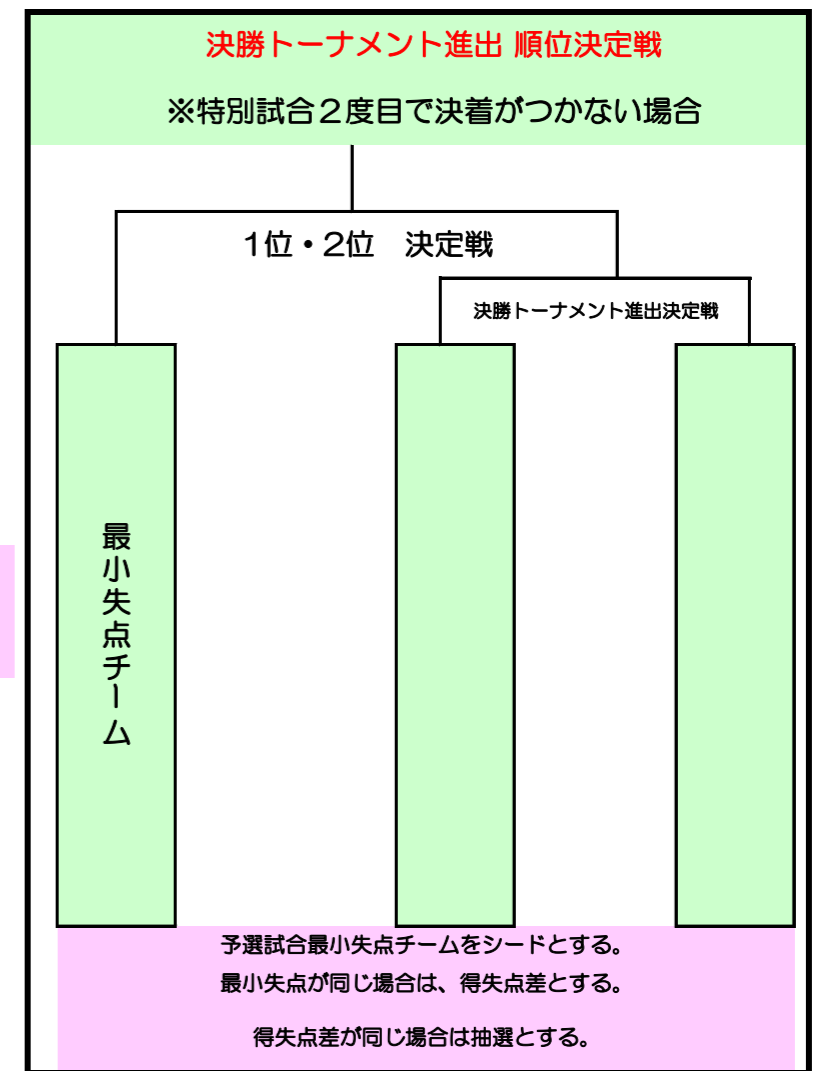 決勝トーナメント進出 順位決定戦
※特別試合２度目で決着がつかない場合
1位・2位　決定戦
決勝トーナメント進出決定戦
最小失点チーム
予選試合最小失点チームをシードとする。
最小失点が同じ場合は、得失点差とする。
得失点差が同じ場合は抽選とする。